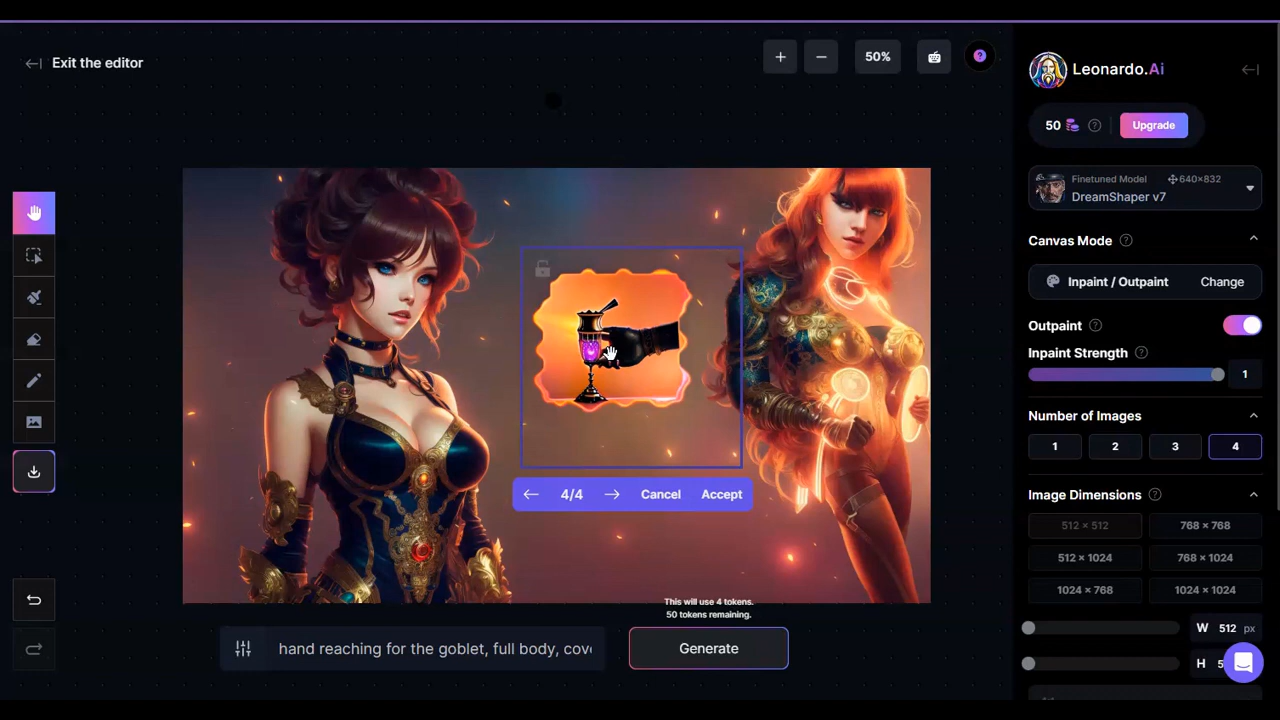 Exit the editor
50%
Leonardo.Ai
50
Upgrade
Finetuned Model
640×832
DreamShaper v7
Canvas Mode
Inpaint / Outpaint
Change
Outpaint
Inpaint Strength
1
Number of Images
1
2
3
4
Image Dimensions
512 × 512
768 × 768
512 × 1024
768 × 1024
1024 × 768
1024 × 1024
W 512 px
H 5
4/4
Cancel
Accept
This will use 4 tokens.
50 tokens remaining.
hand reaching for the goblet, full body, cov
Generate